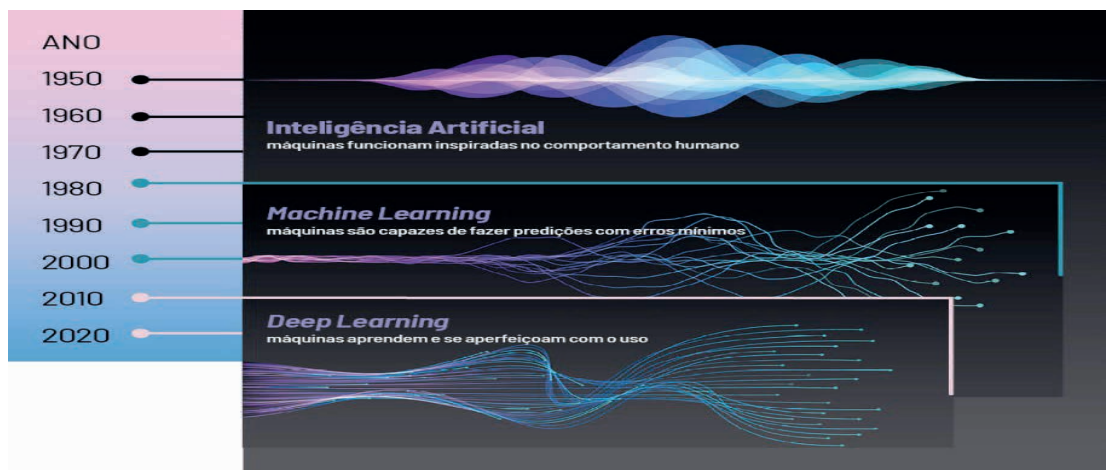 ANO
1950
1960
1970
1980
1990
2000
2010
2020
Inteligência Artificial
máquinas funcionam inspiradas no comportamento humano
Machine Learning
máquinas são capazes de fazer predições com erros mínimos
Deep Learning
máquinas aprendem e se aperfeiçoam com o uso